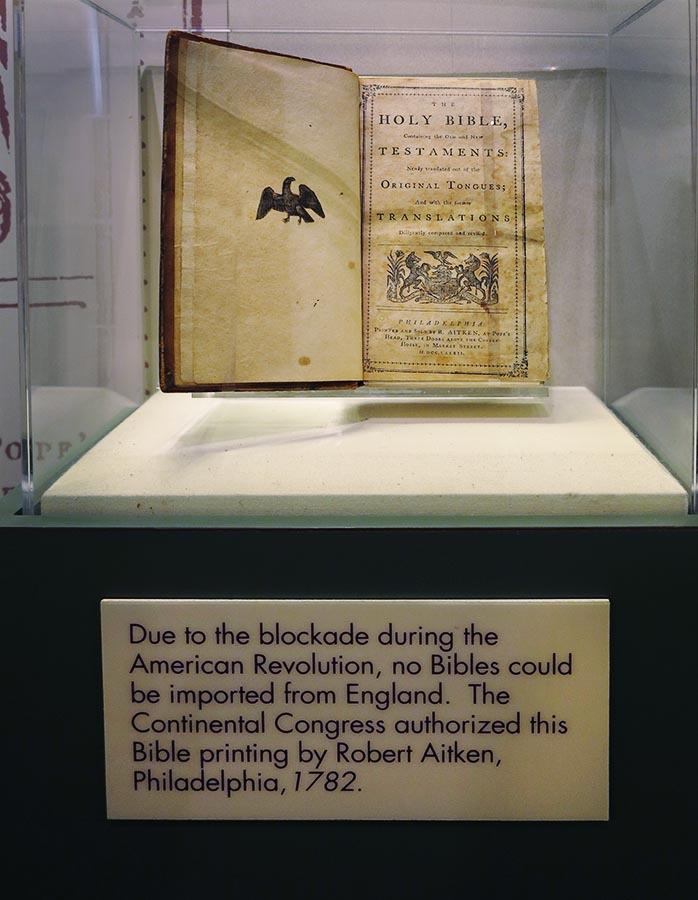 THE
HOLY BIBLE,
Containing the OLD and NEW
TESTAMENTS:
Newly translated out of the
ORIGINAL TONGUES;
And with the former
TRANSLATIONS
Diligently compared and revised.
PHILADELPHIA:
PRINTED AND SOLD BY R. AITKEN, AT POPE'S
HEAD, THREE DOORS ABOVE THE COFFEE
HOUSE, IN MARKET STREET.
M.DCC.LXXXII.
OPE'
Due to the blockade during the
American Revolution, no Bibles could
be imported from England. The
Continental Congress authorized this
Bible printing by Robert Aitken,
Philadelphia, 1782.